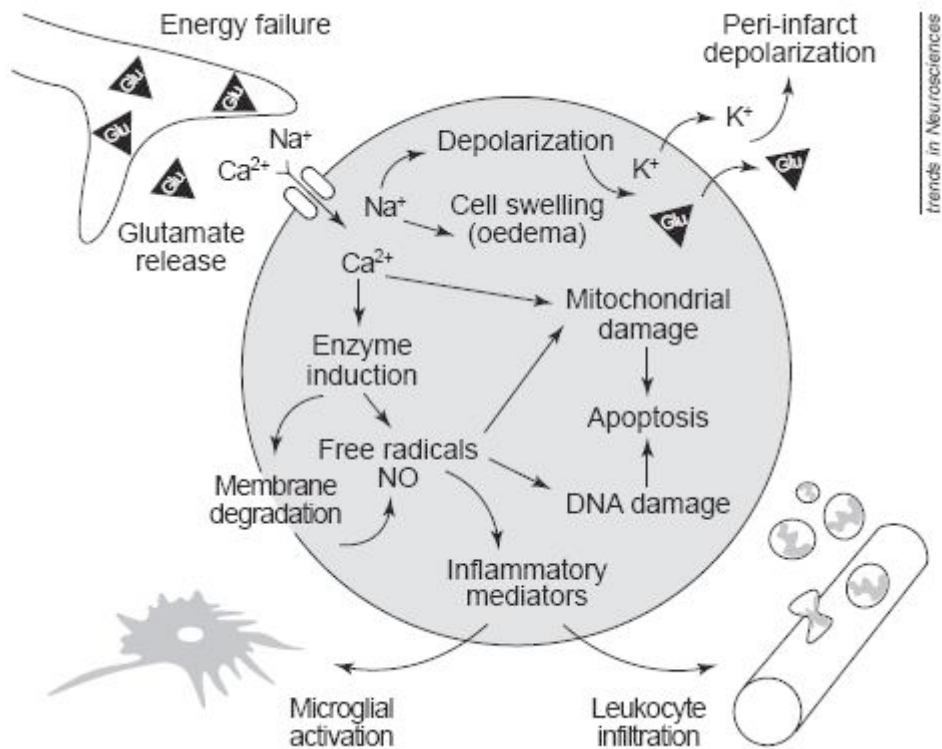 Energy failure
Peri-infarct
depolarization
trends in Neurosciences
Glu
Glu
Glu
Glu
Na⁺
Ca²⁺
Glutamate
release
Depolarization
K⁺
K⁺
Glu
Glu
Na⁺
Cell swelling
(oedema)
Ca²⁺
Mitochondrial
damage
Enzyme
induction
Apoptosis
Free radicals
NO
Membrane
degradation
DNA damage
Inflammatory
mediators
Microglial
activation
Leukocyte
infiltration